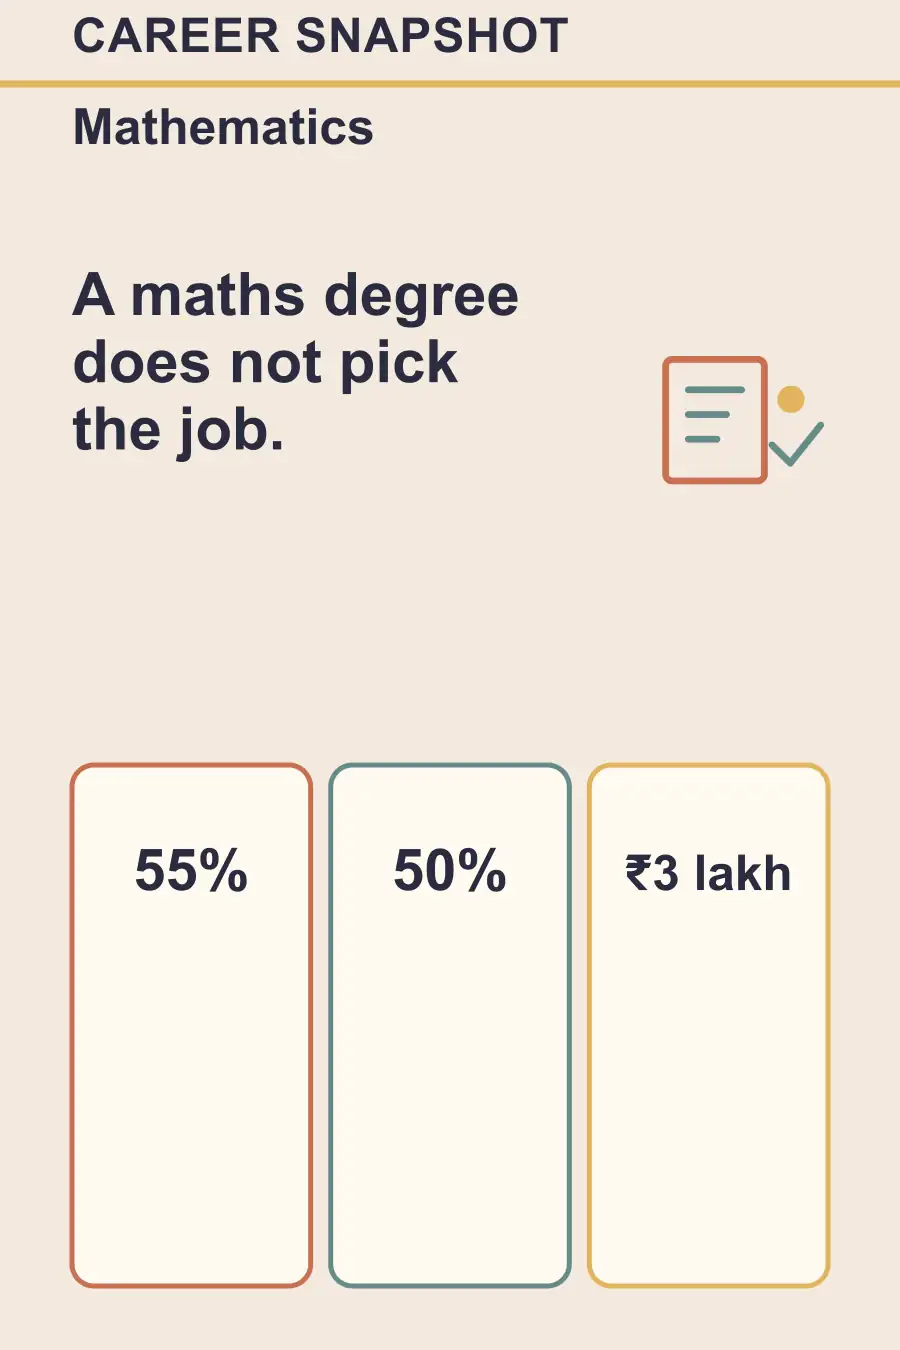 CAREER SNAPSHOT
Mathematics
A maths degree
does not pick
the job.
55%
50%
₹3 lakh